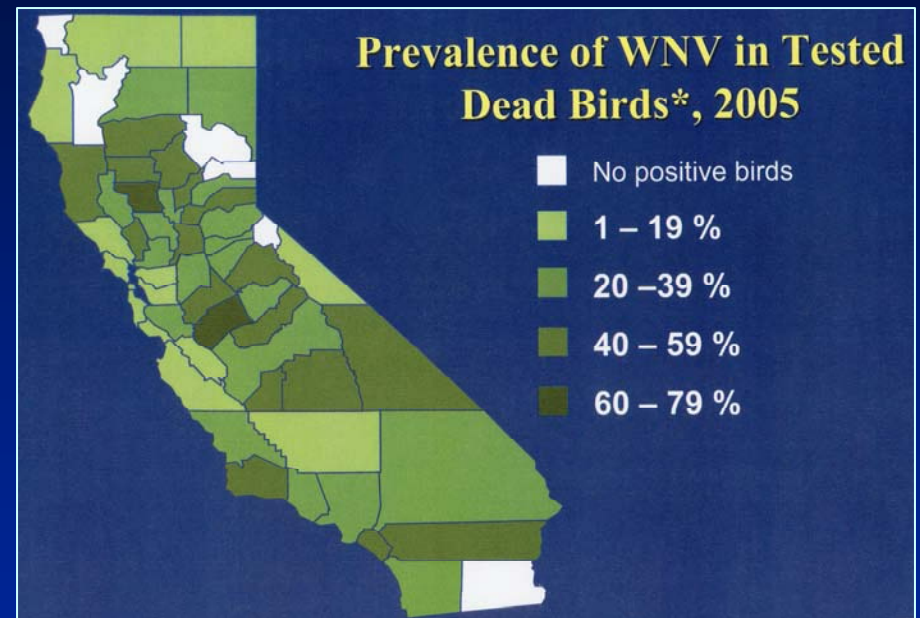 Prevalence of WNV in Tested
Dead Birds*, 2005
No positive birds
1 – 19 %
20 –39 %
40 – 59 %
60 – 79 %